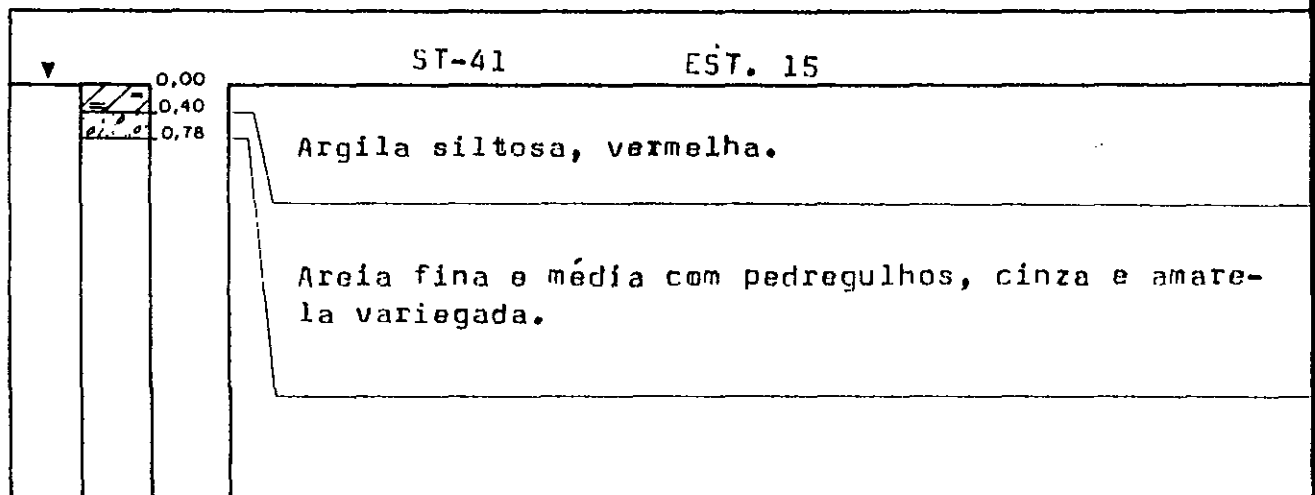 ST-41 EST. 15
0,00
0,40
0,78
Argila siltosa, vermelha.
Areia fina e média com pedregulhos, cinza e amare-
la variegada.